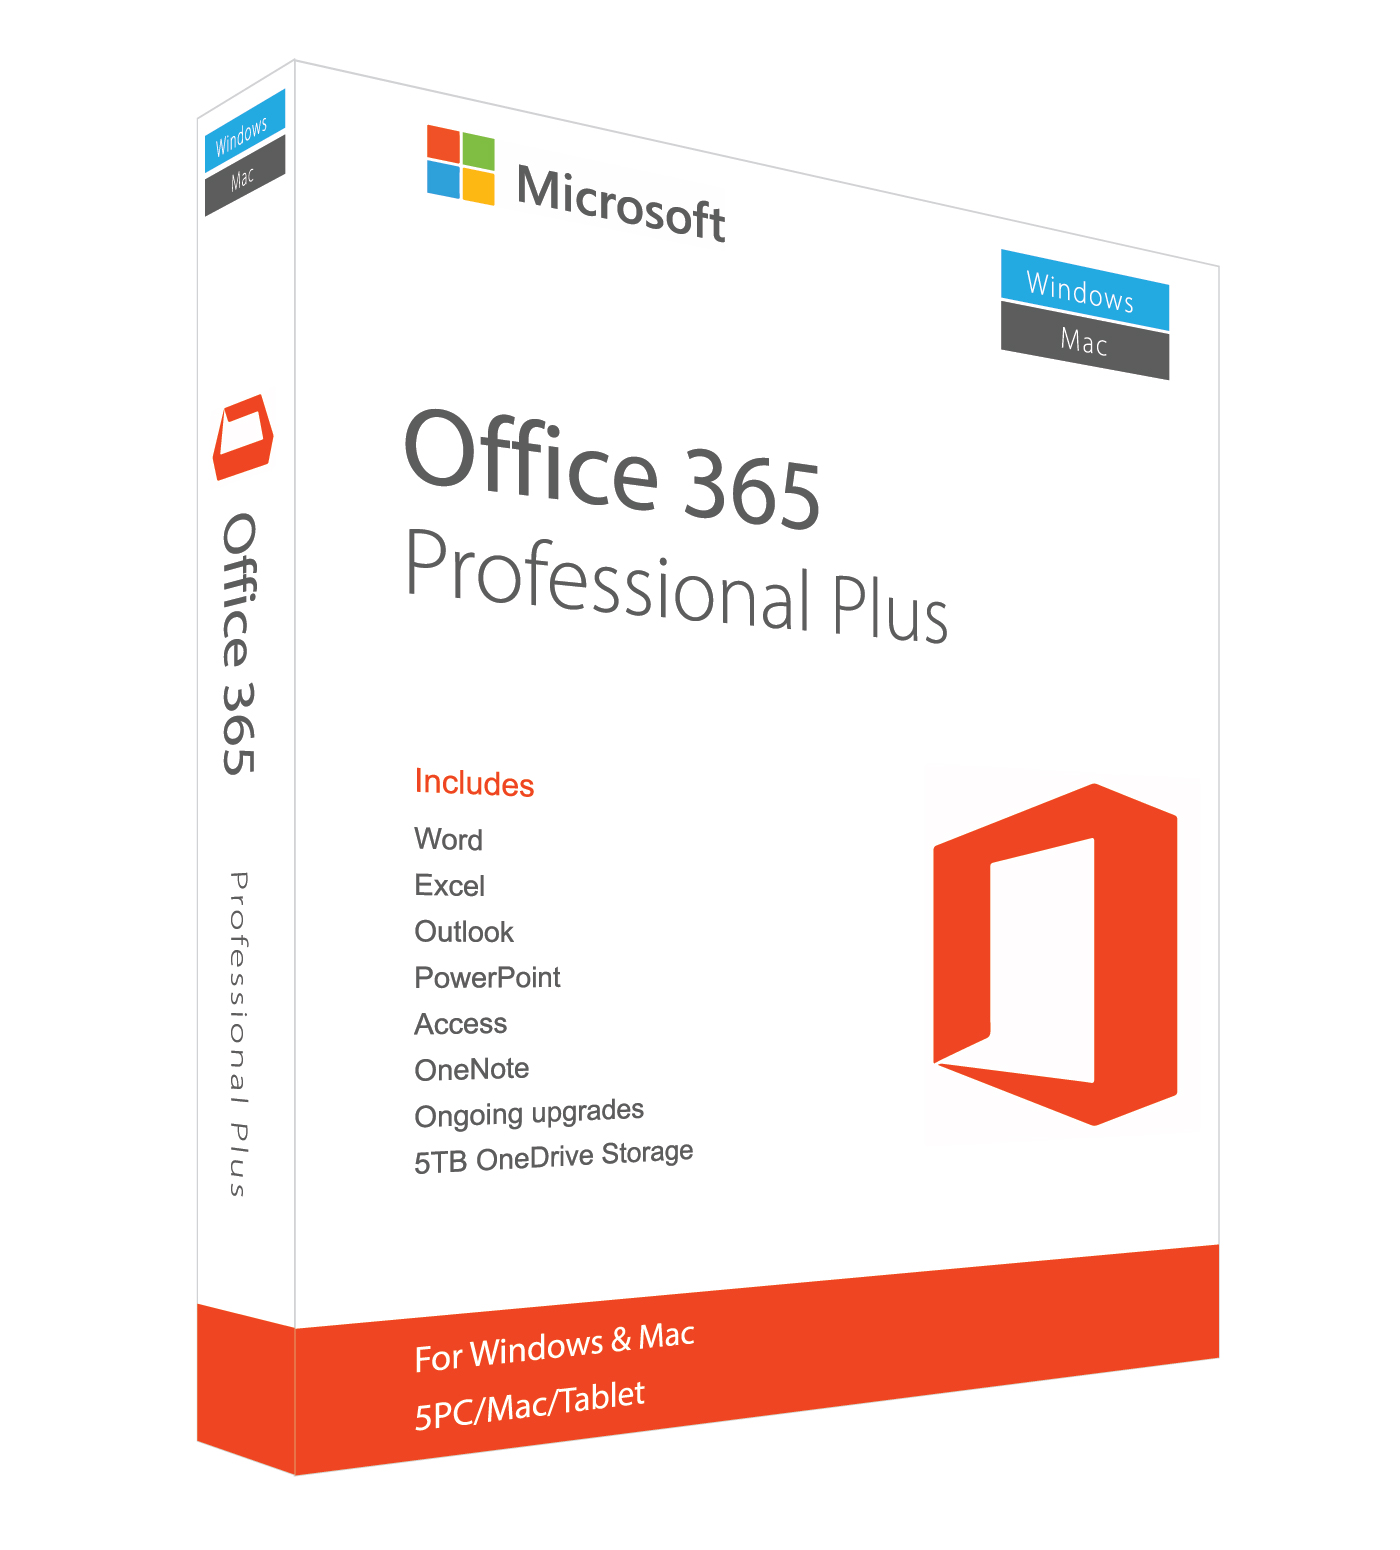 Windows
Mac
Office 365
Professional Plus
Microsoft
Windows
Mac
Office 365
Professional Plus
Includes
Word
Excel
Outlook
PowerPoint
Access
OneNote
Ongoing upgrades
5TB OneDrive Storage
For Windows & Mac
5PC/Mac/Tablet